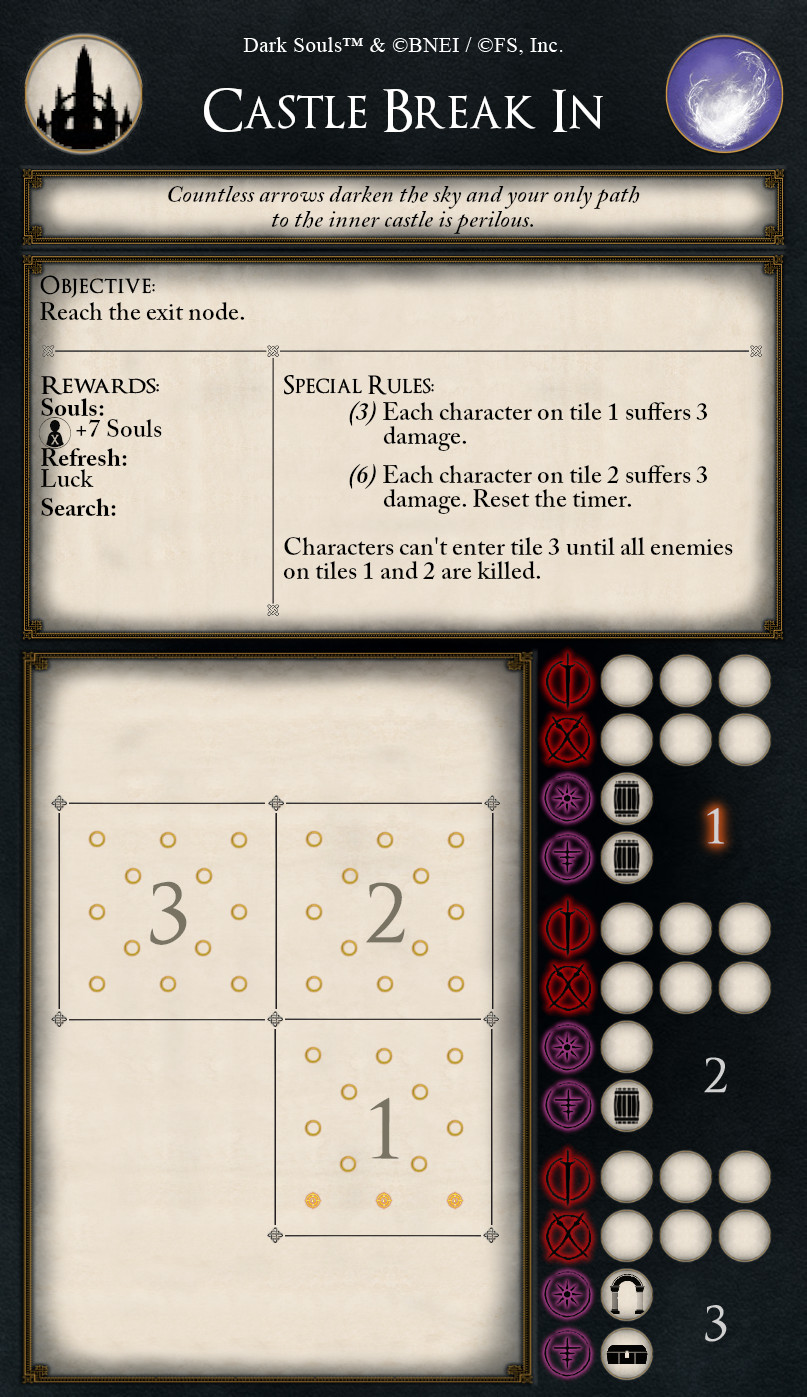 Dark Souls™ & ©BNEI / ©FS, Inc.
Castle Break In
Countless arrows darken the sky and your only path
to the inner castle is perilous.
Objective:
Reach the exit node.
Rewards:
Souls:
+7 Souls
Refresh:
Luck
Search:
Special Rules:
(3) Each character on tile 1 suffers 3
damage.
(6) Each character on tile 2 suffers 3
damage. Reset the timer.
Characters can't enter tile 3 until all enemies
on tiles 1 and 2 are killed.
3 2
1
1
2
3